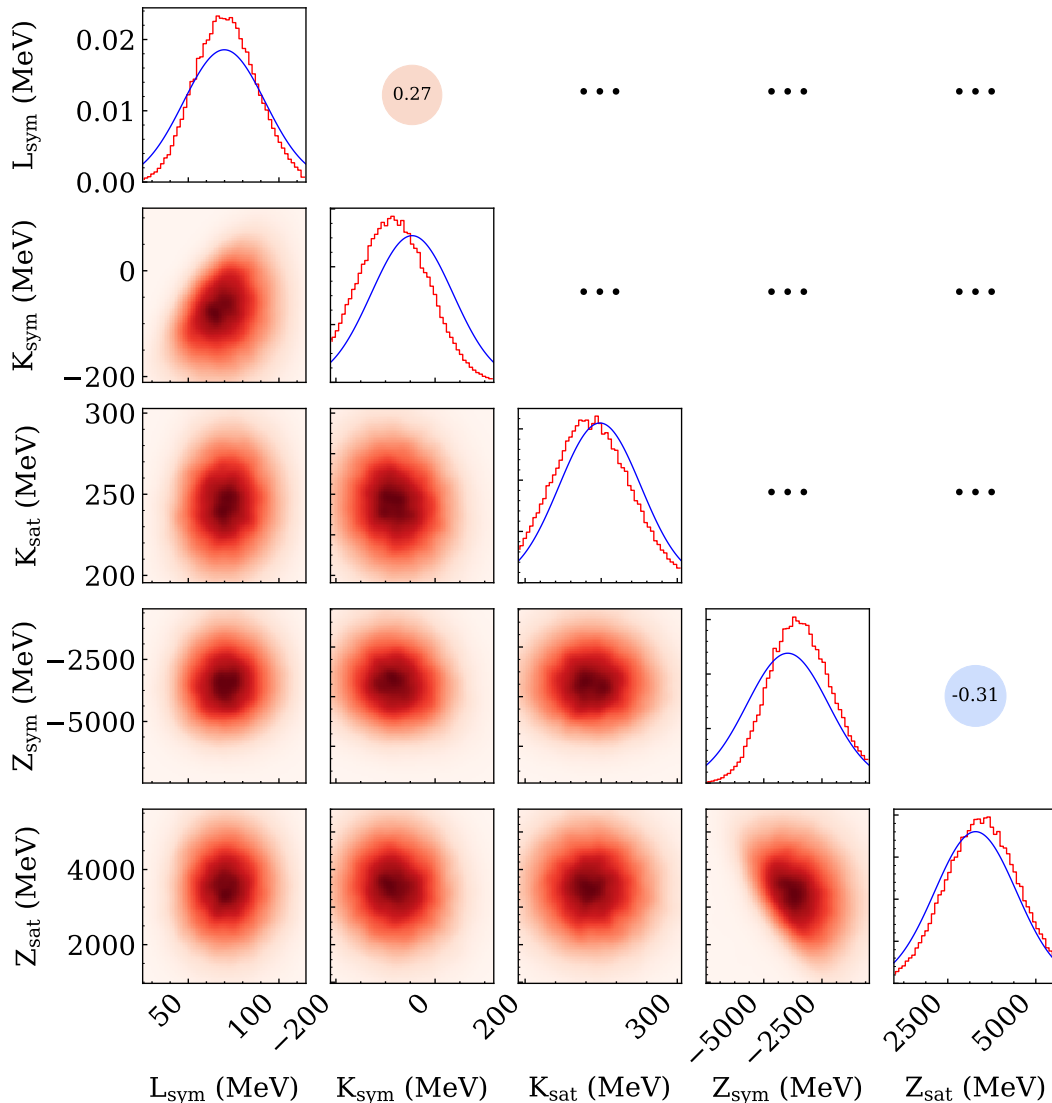 L_sym (MeV)
0.02
0.01
0.00
0.27
K_sym (MeV)
0
−200
K_sat (MeV)
300
250
200
Z_sym (MeV)
−2500
−5000
-0.31
Z_sat (MeV)
4000
2000
50
100
−200
0
200
300
−5000
−2500
2500
5000
L_sym (MeV)
K_sym (MeV)
K_sat (MeV)
Z_sym (MeV)
Z_sat (MeV)